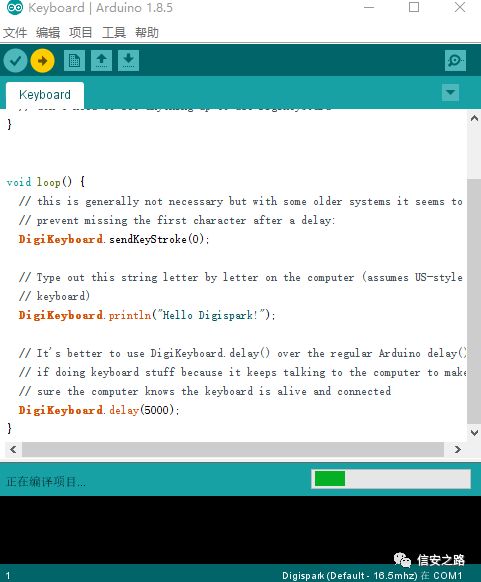 Keyboard | Arduino 1.8.5
文件 编辑 项目 工具 帮助
Keyboard
}
void loop() {
// this is generally not necessary but with some older systems it seems to
// prevent missing the first character after a delay:
DigiKeyboard.sendKeyStroke(0);
// Type out this string letter by letter on the computer (assumes US-style
// keyboard)
DigiKeyboard.println("Hello Digispark!");
// It's better to use DigiKeyboard.delay() over the regular Arduino delay()
// if doing keyboard stuff because it keeps talking to the computer to make
// sure the computer knows the keyboard is alive and connected
DigiKeyboard.delay(5000);
}
正在编译项目...
信安之路
1
Digispark (Default - 16.5mhz) 在 COM1